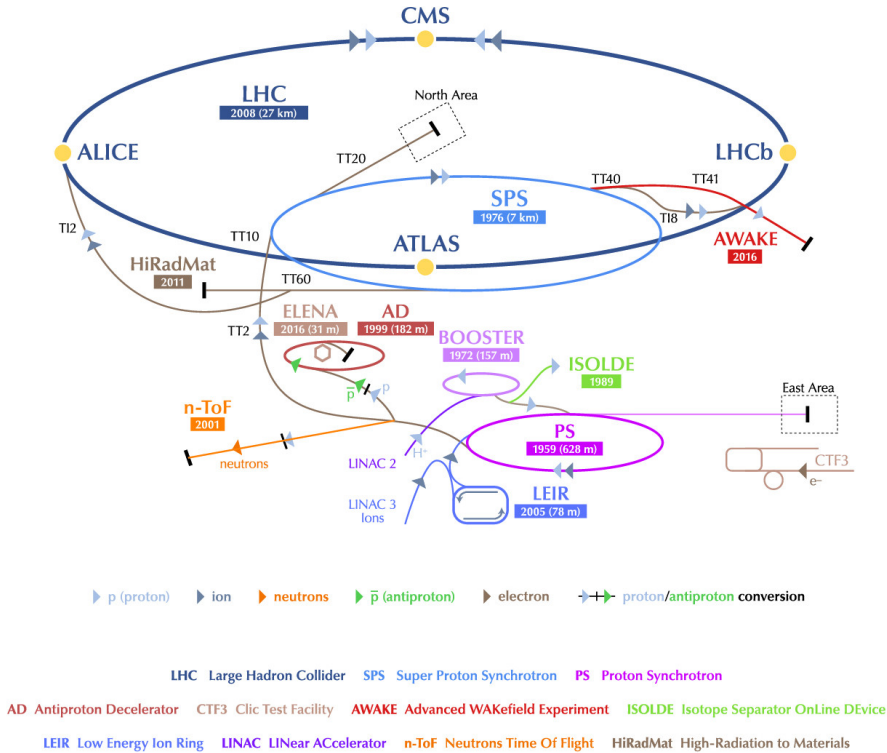 CMS
LHC
2008 (27 km)
North Area
ALICE
TT20
LHCb
TT40
TT41
SPS
1976 (7 km)
TI2
TT10
TI8
ATLAS
AWAKE
2016
HiRadMat
2011
TT60
ELENA
2016 (31 m)
AD
1999 (182 m)
TT2
BOOSTER
1972 (157 m)
ISOLDE
1989
p̅
p
East Area
n-ToF
2001
PS
1959 (628 m)
H⁺
neutrons
LINAC 2
CTF3
e–
LEIR
2005 (78 m)
LINAC 3
Ions
p (proton) ion neutrons p̅ (antiproton) electron proton/antiproton conversion
LHC Large Hadron Collider SPS Super Proton Synchrotron PS Proton Synchrotron
AD Antiproton Decelerator CTF3 Clic Test Facility AWAKE Advanced WAKefield Experiment ISOLDE Isotope Separator OnLine DEvice
LEIR Low Energy Ion Ring LINAC LINear ACcelerator n-ToF Neutrons Time Of Flight HiRadMat High-Radiation to Materials